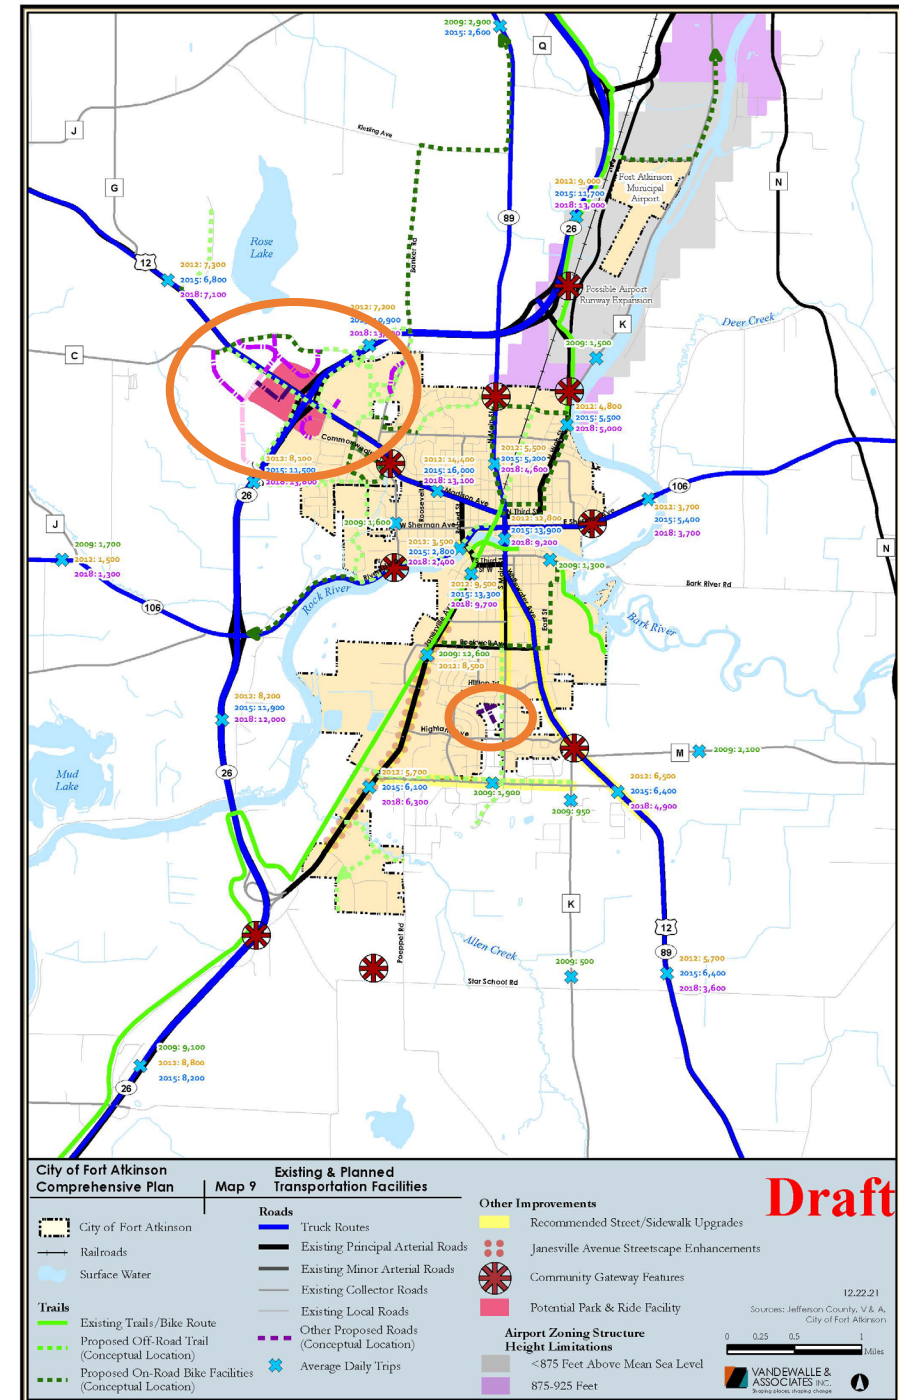 2009: 2,900
2015: 2,600
Q
J
Kiesling Ave
G
N
Fort Atkinson
Municipal
Airport
2012: 9,000
2015: 11,700
2018: 13,000
89
26
Rose
Lake
Banker Rd
12
2012: 7,300
2015: 6,800
2018: 7,100
Possible Airport
Runway Expansion
K
Deer Creek
2012: 7,200
2009: 1,500
C
2012: 4,800
2015: 5,500
2018: 5,000
2012: 8,100
2015: 11,500
26
2012: 14,400
2015: 16,000
2018: 13,100
Madison Ave
2012: 5,500
2015: 5,200
2018: 4,600
106
2012: 3,700
2015: 5,400
2018: 3,700
J
2009: 1,700
2012: 1,500
2018: 1,300
2009: 1,600
W Sherman Ave
N Third St
2012: 12,800
2015: 13,900
2018: 9,200
2012: 3,500
2015: 2,800
2018: 2,400
N
2009: 1,300
Bark River Rd
2012: 9,500
2015: 13,300
2018: 9,700
106
Rock River
Bark River
East St
2009: 12,600
2012: 8,500
2012: 8,200
2015: 11,900
2018: 12,000
M
2009: 2,100
Mud
Lake
26
2012: 5,700
2015: 6,100
2018: 6,300
2009: 1,900
2012: 6,500
2015: 6,400
2018: 4,900
2009: 950
K
12
89
Poeppel Rd
Allen Creek
2009: 500
2012: 5,700
2015: 6,400
2018: 3,600
Star School Rd
2009: 9,100
2012: 8,800
2015: 8,200
26
City of Fort Atkinson
Comprehensive Plan
Map 9
Existing & Planned
Transportation Facilities
Draft
City of Fort Atkinson
Railroads
Surface Water
Trails
Existing Trails/Bike Route
Proposed Off-Road Trail
(Conceptual Location)
Proposed On-Road Bike Facilities
(Conceptual Location)
Roads
Truck Routes
Existing Principal Arterial Roads
Existing Minor Arterial Roads
Existing Collector Roads
Existing Local Roads
Other Proposed Roads
(Conceptual Location)
Average Daily Trips
Other Improvements
Recommended Street/Sidewalk Upgrades
Janesville Avenue Streetscape Enhancements
Community Gateway Features
Potential Park & Ride Facility
Airport Zoning Structure
Height Limitations
<875 Feet Above Mean Sea Level
875-925 Feet
12.22.21
Sources: Jefferson County, V & A,
City of Fort Atkinson
0 0.25 0.5 1
Miles
VANDEWALLE &
ASSOCIATES INC.
Shaping places, shaping change